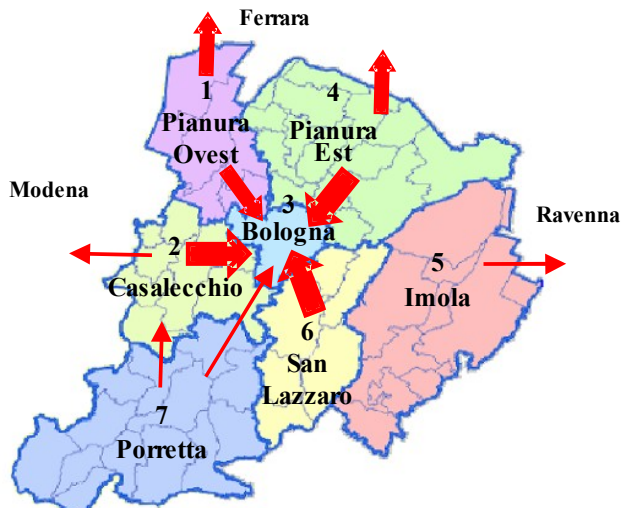 Ferrara
1
Pianura
Ovest
4
Pianura
Est
Modena
3
Bologna
Ravenna
2
Casalecchio
5
Imola
6
San
Lazzaro
7
Porretta